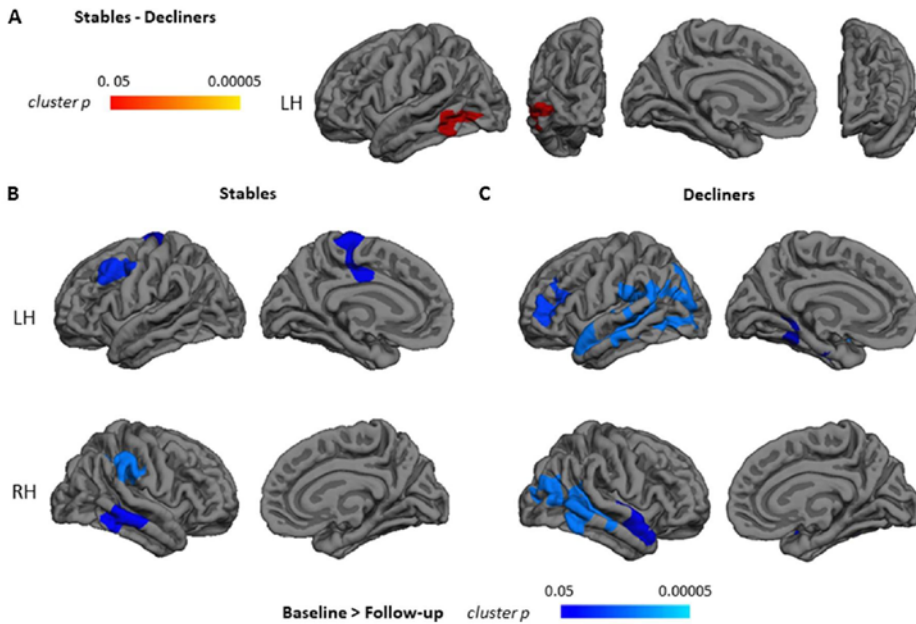 A
Stables - Decliners
0. 05 0.00005
cluster p
LH
B Stables
C Decliners
LH
RH
0.05 0.00005
Baseline > Follow-up cluster p